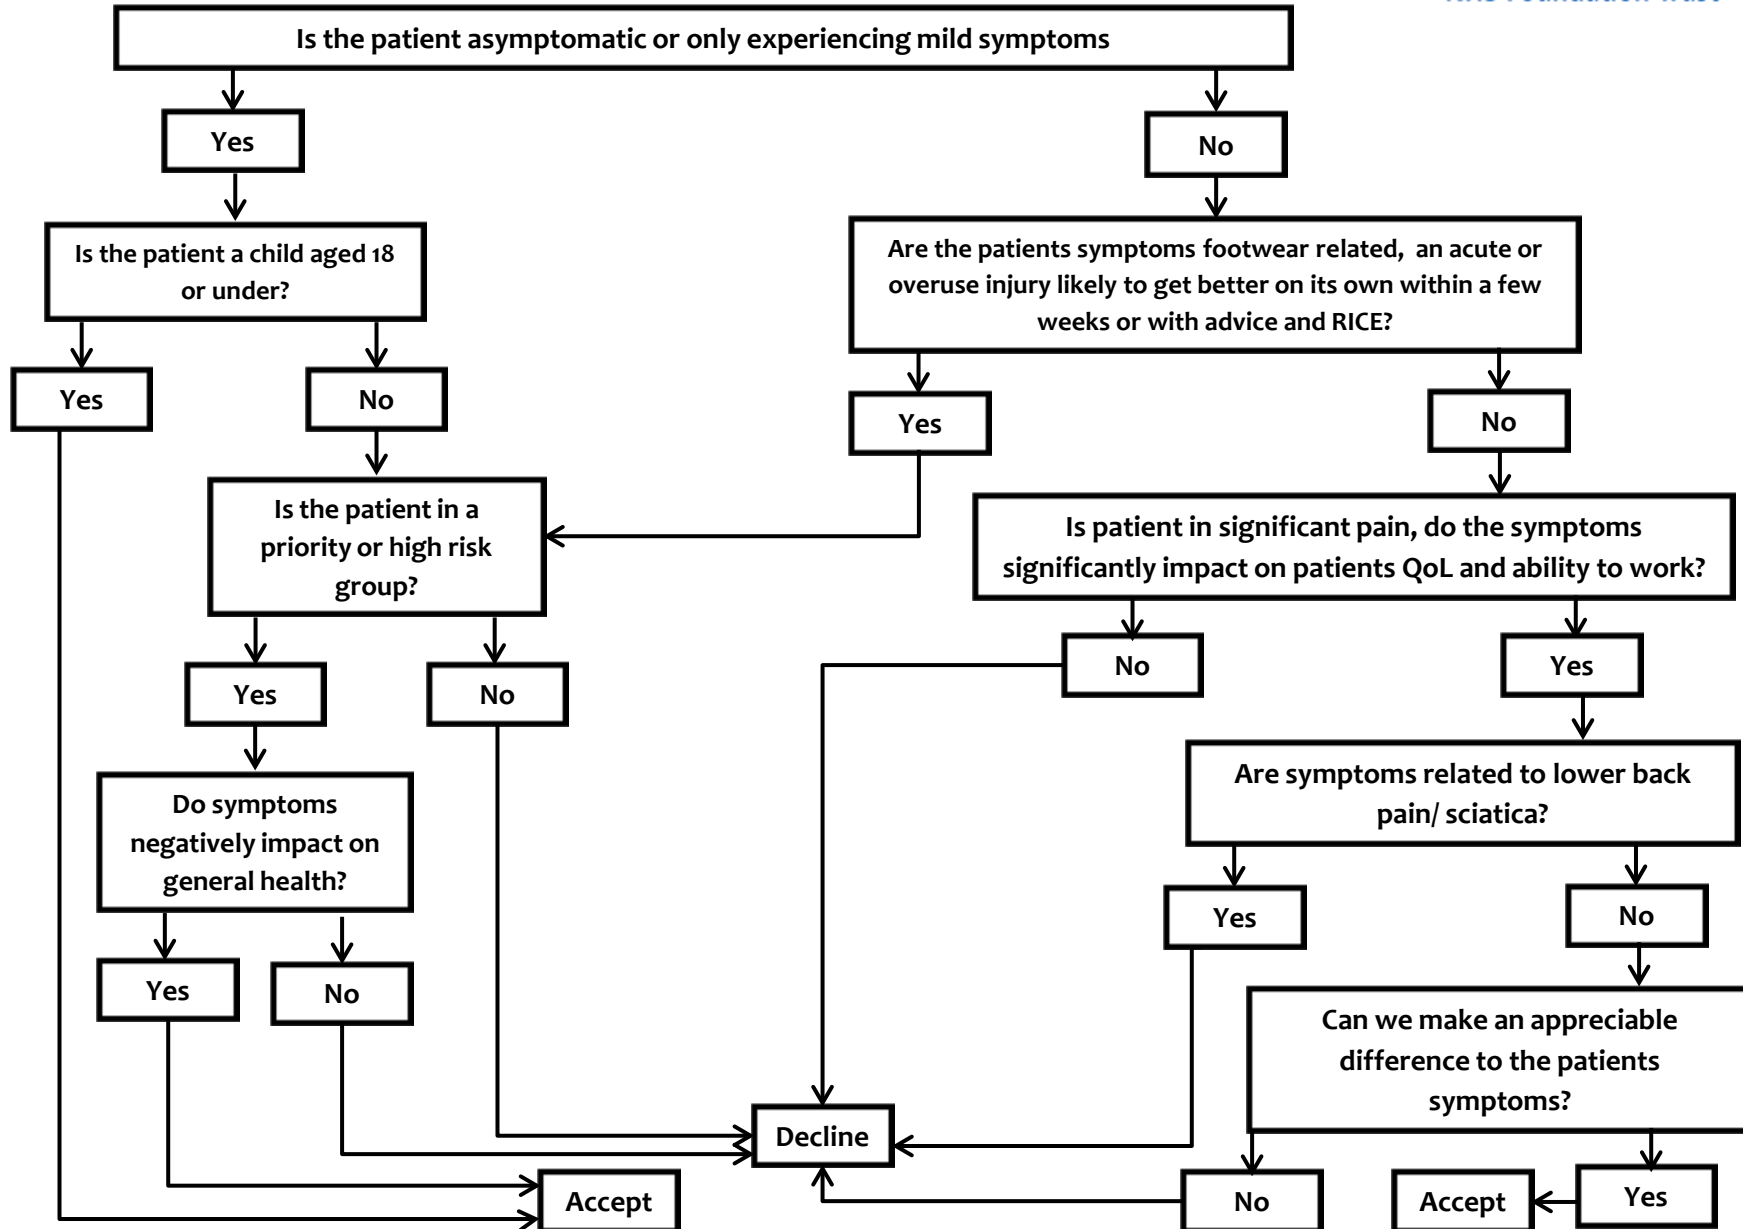 Is the patient asymptomatic or only experiencing mild symptoms
Yes
No
Is the patient a child aged 18
or under?
Are the patients symptoms footwear related, an acute or
overuse injury likely to get better on its own within a few
weeks or with advice and RICE?
Yes
No
Yes
No
Is the patient in a
priority or high risk
group?
Is patient in significant pain, do the symptoms
significantly impact on patients QoL and ability to work?
Yes
No
No
Yes
Are symptoms related to lower back
pain/ sciatica?
Do symptoms
negatively impact on
general health?
Yes
No
Yes
No
Can we make an appreciable
difference to the patients
symptoms?
Decline
Accept
No
Accept
Yes